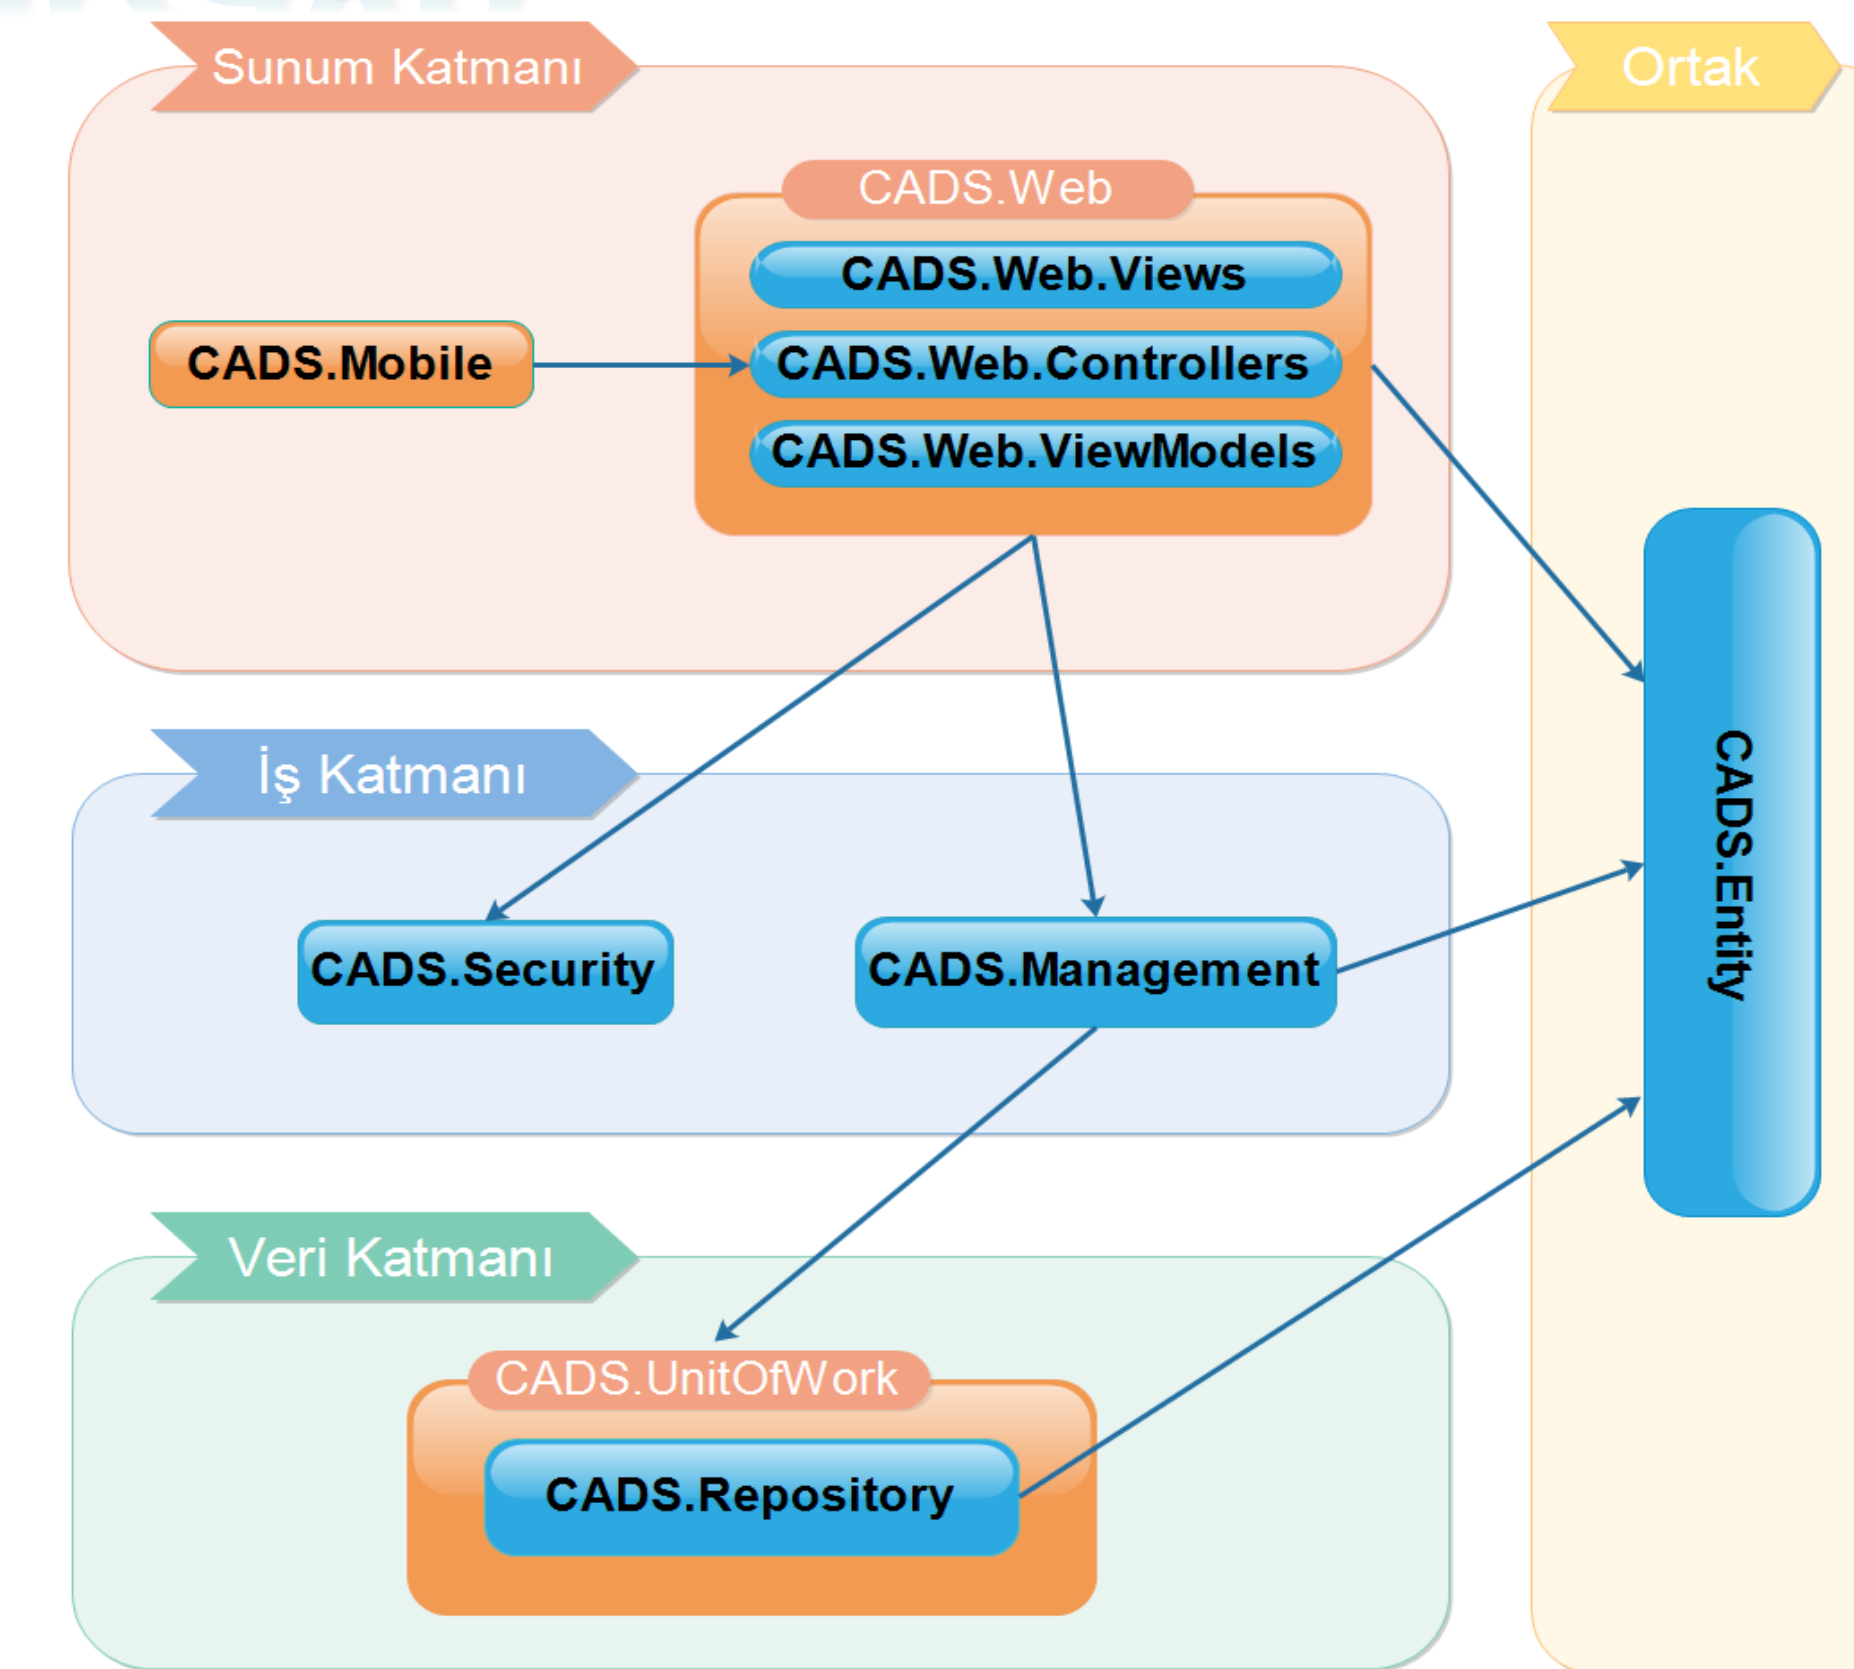 Sunum Katmanı
Ortak
CADS.Web
CADS.Web.Views
CADS.Mobile
CADS.Web.Controllers
CADS.Web.ViewModels
CADS.Entity
İş Katmanı
CADS.Security
CADS.Management
Veri Katmanı
CADS.UnitOfWork
CADS.Repository